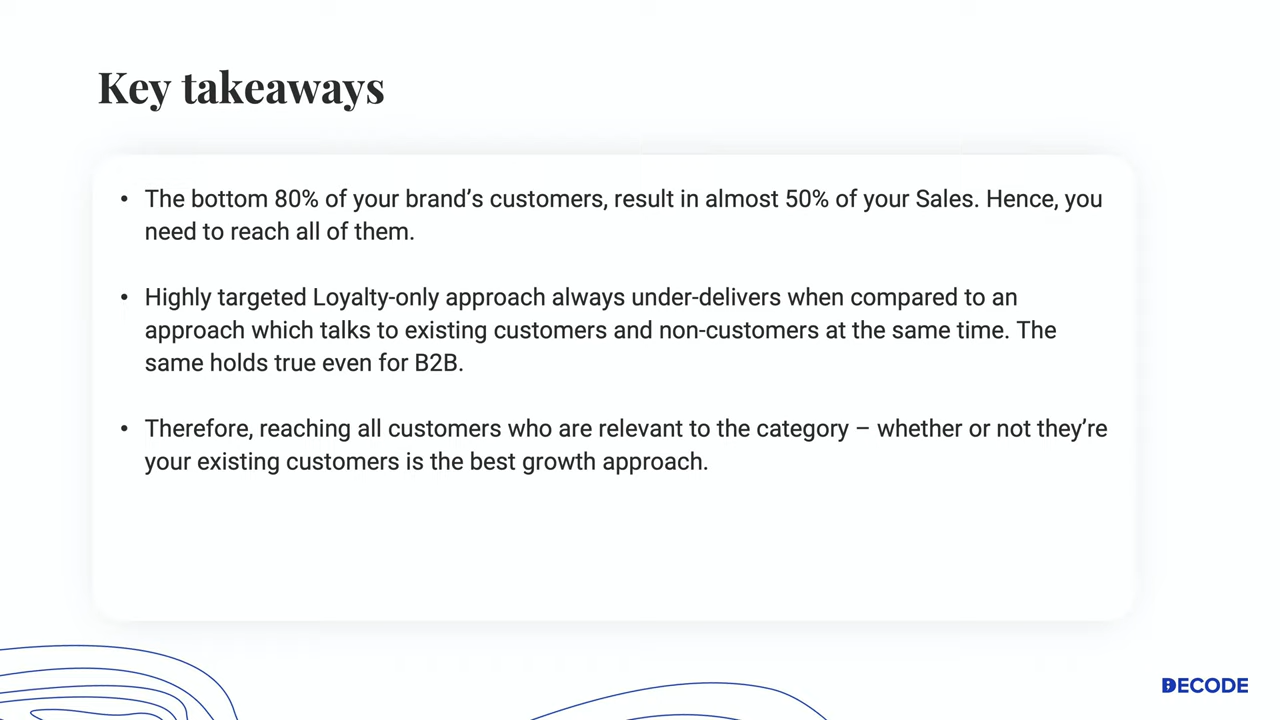 Key takeaways
• The bottom 80% of your brand’s customers, result in almost 50% of your Sales. Hence, you
need to reach all of them.
• Highly targeted Loyalty-only approach always under-delivers when compared to an
approach which talks to existing customers and non-customers at the same time. The
same holds true even for B2B.
• Therefore, reaching all customers who are relevant to the category – whether or not they’re
your existing customers is the best growth approach.
DECODE